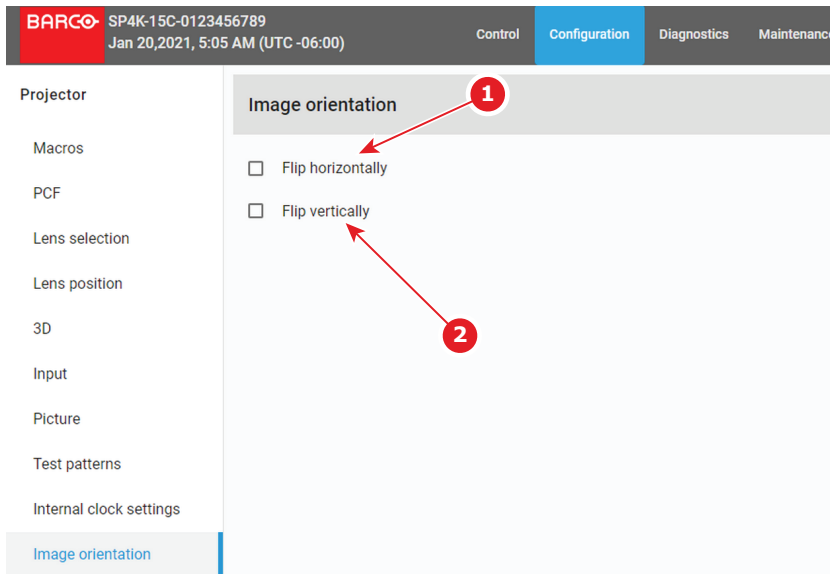 BARCO
SP4K-15C-0123456789
Jan 20,2021, 5:05 AM (UTC -06:00)
Control
Configuration
Diagnostics
Maintenance
Projector
Macros
PCF
Lens selection
Lens position
3D
Input
Picture
Test patterns
Internal clock settings
Image orientation
Image orientation
1
Flip horizontally
Flip vertically
2